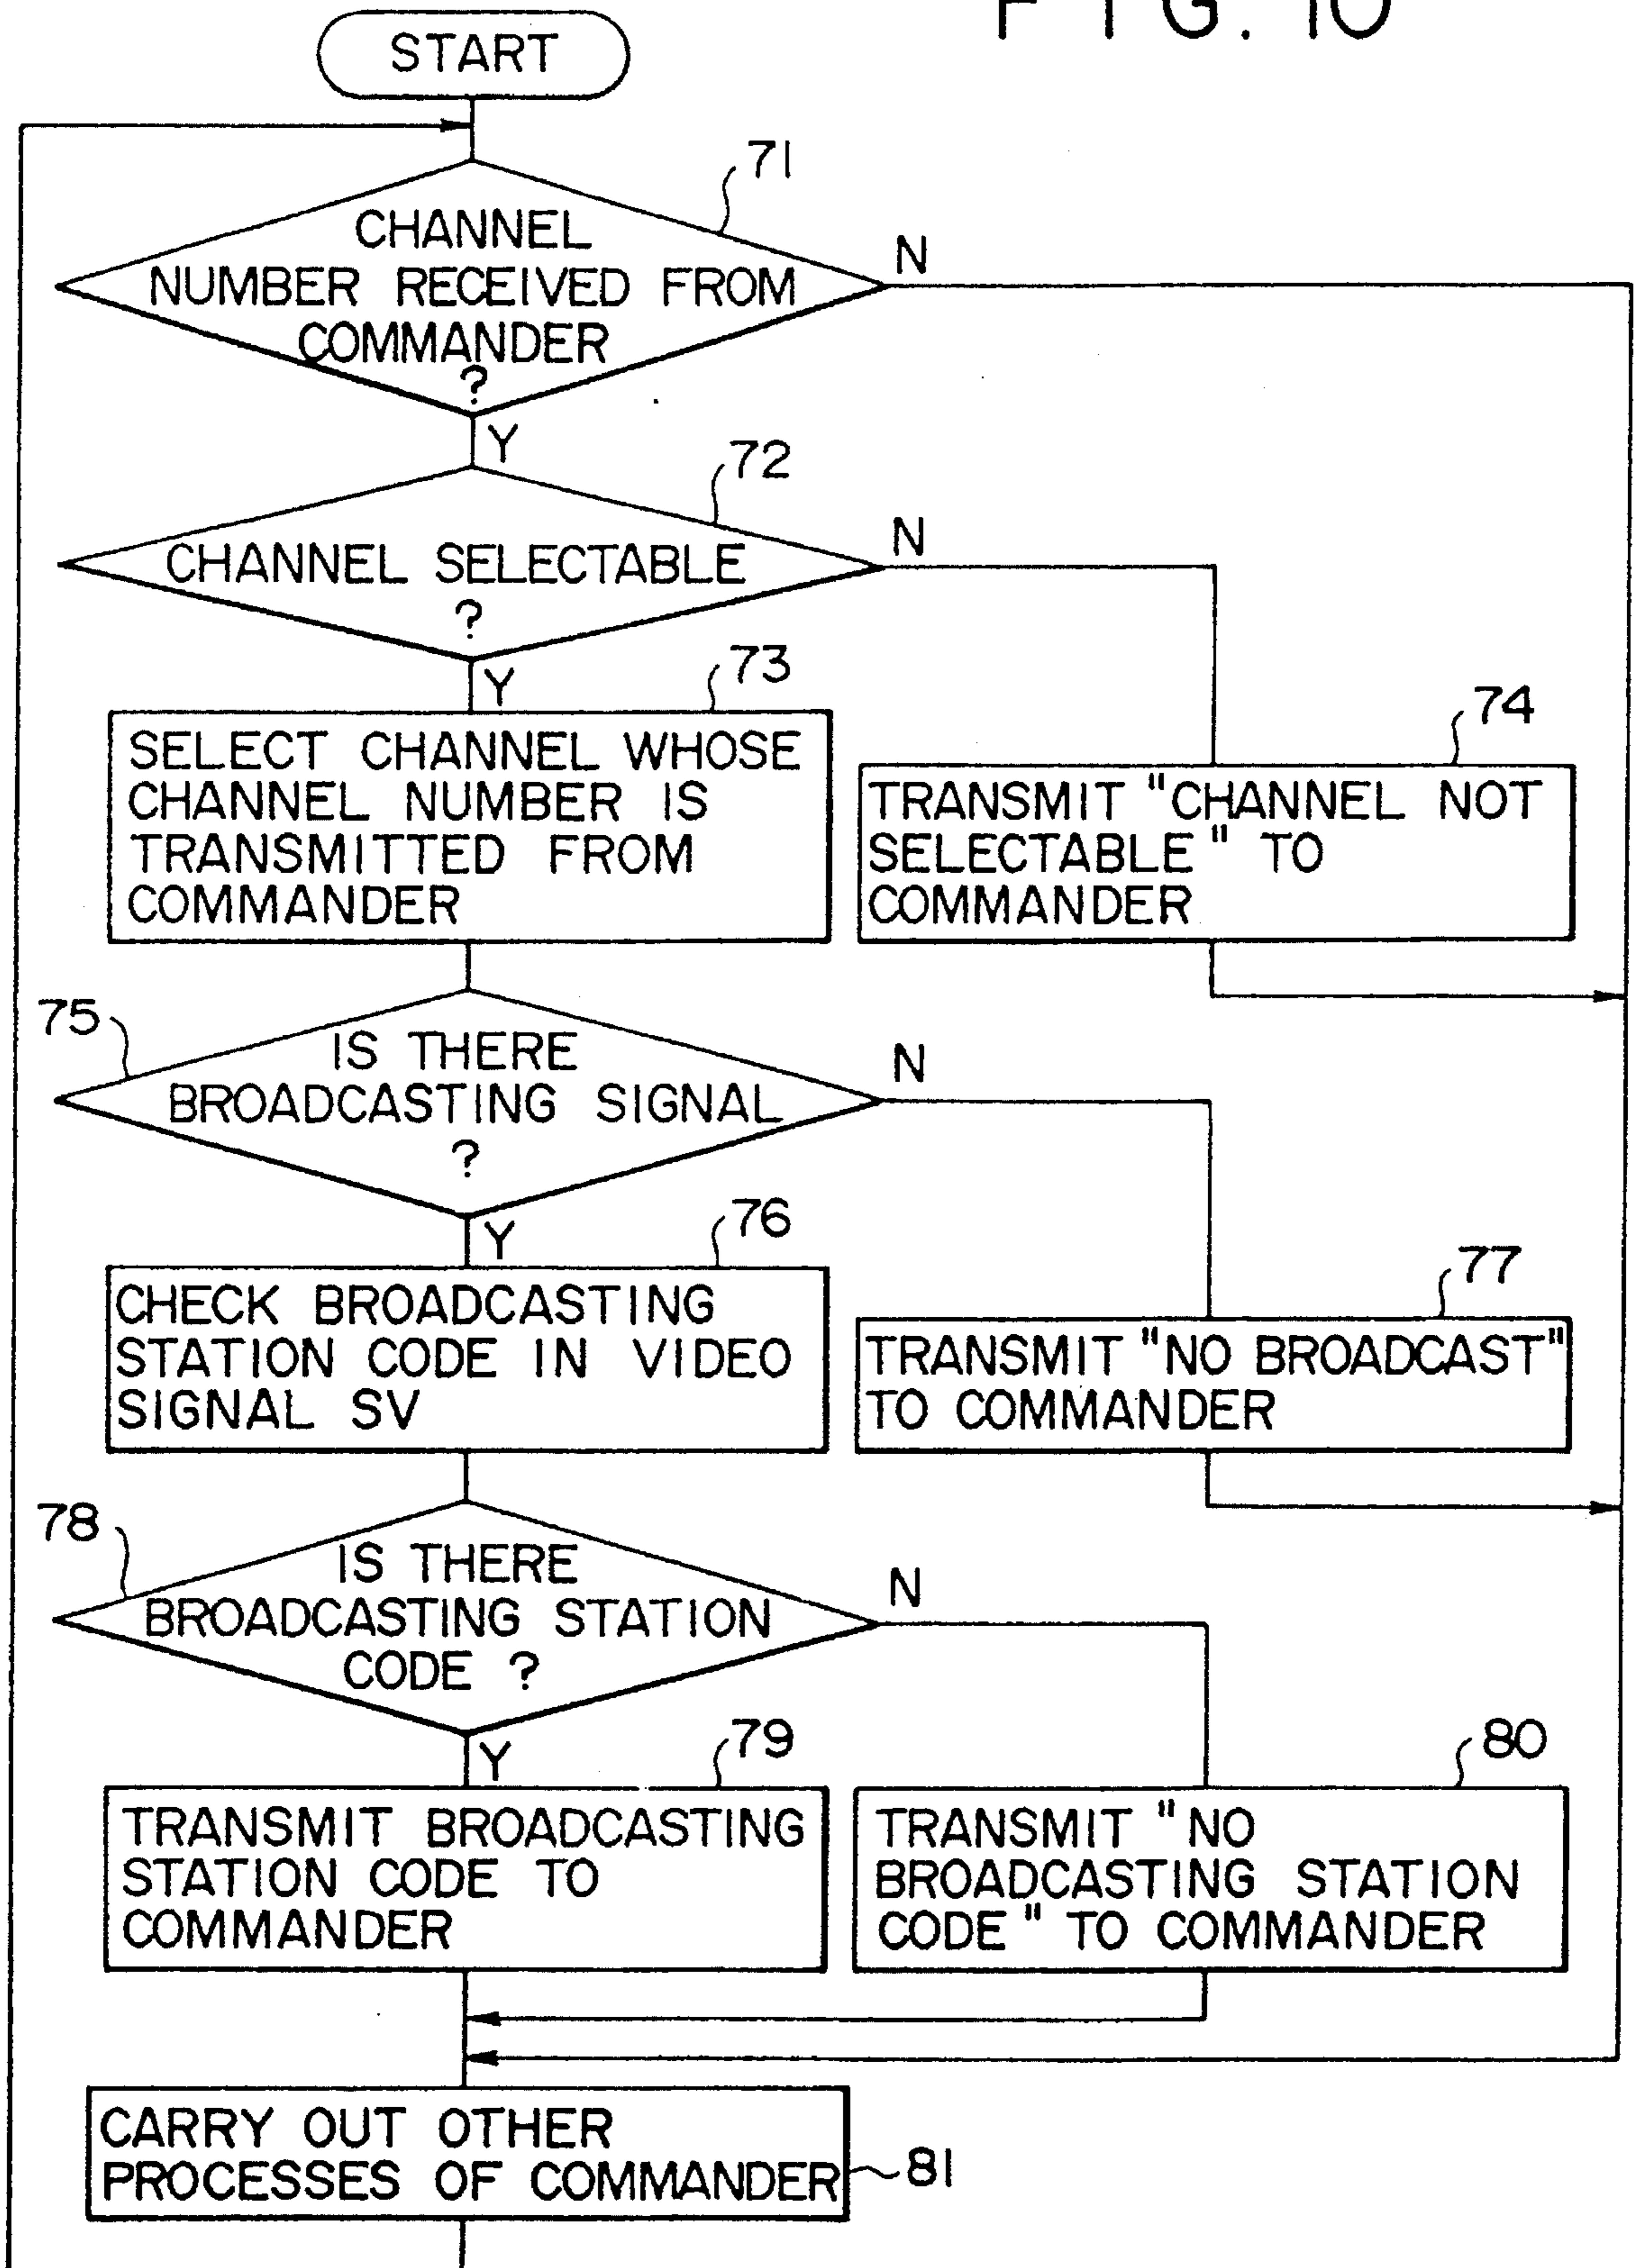 FIG. 10
START
71
CHANNEL
NUMBER RECEIVED FROM
COMMANDER
?
N
Y
72
CHANNEL SELECTABLE
?
N
Y
73
SELECT CHANNEL WHOSE
CHANNEL NUMBER IS
TRANSMITTED FROM
COMMANDER
74
TRANSMIT "CHANNEL NOT
SELECTABLE" TO
COMMANDER
75
IS THERE
BROADCASTING SIGNAL
?
N
Y
76
CHECK BROADCASTING
STATION CODE IN VIDEO
SIGNAL SV
77
TRANSMIT "NO BROADCAST"
TO COMMANDER
78
IS THERE
BROADCASTING STATION
CODE ?
N
Y
79
TRANSMIT BROADCASTING
STATION CODE TO
COMMANDER
80
TRANSMIT "NO
BROADCASTING STATION
CODE" TO COMMANDER
CARRY OUT OTHER
PROCESSES OF COMMANDER
81